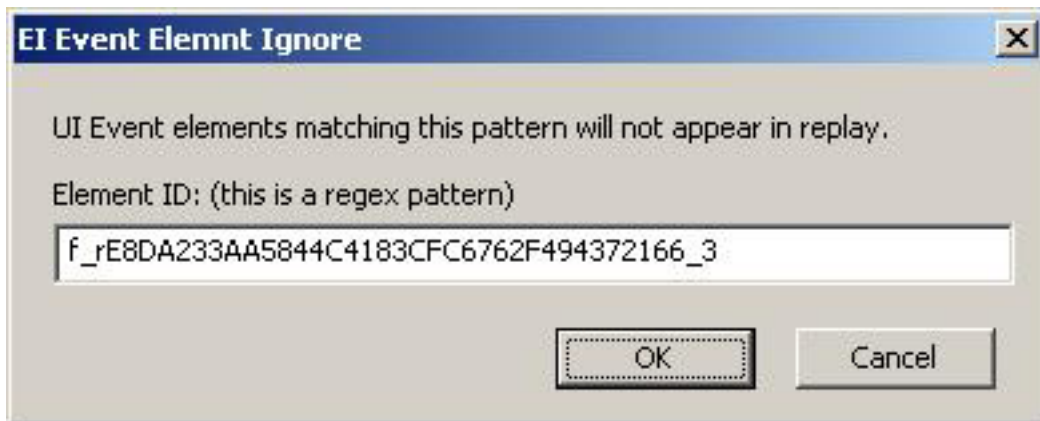 EI Event Elemnt Ignore
UI Event elements matching this pattern will not appear in replay.
Element ID: (this is a regex pattern)
f_rE8DA233AA5844C4183CFC6762F494372166_3
OK Cancel